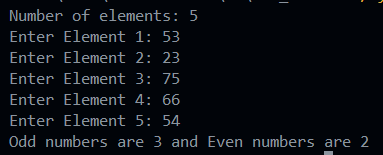 Number of elements: 5
Enter Element 1: 53
Enter Element 2: 23
Enter Element 3: 75
Enter Element 4: 66
Enter Element 5: 54
Odd numbers are 3 and Even numbers are 2